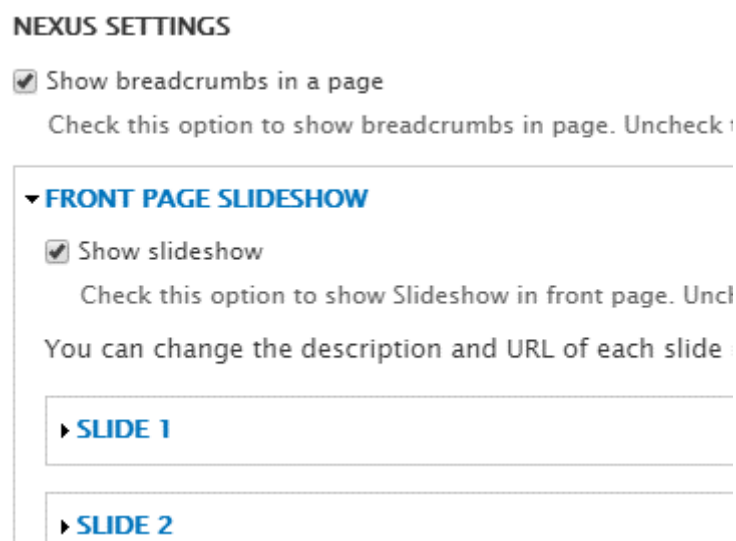 NEXUS SETTINGS
Show breadcrumbs in a page
Check this option to show breadcrumbs in page. Uncheck
FRONT PAGE SLIDESHOW
Show slideshow
Check this option to show Slideshow in front page.
You can change the description and URL of each slide
SLIDE 1
SLIDE 2